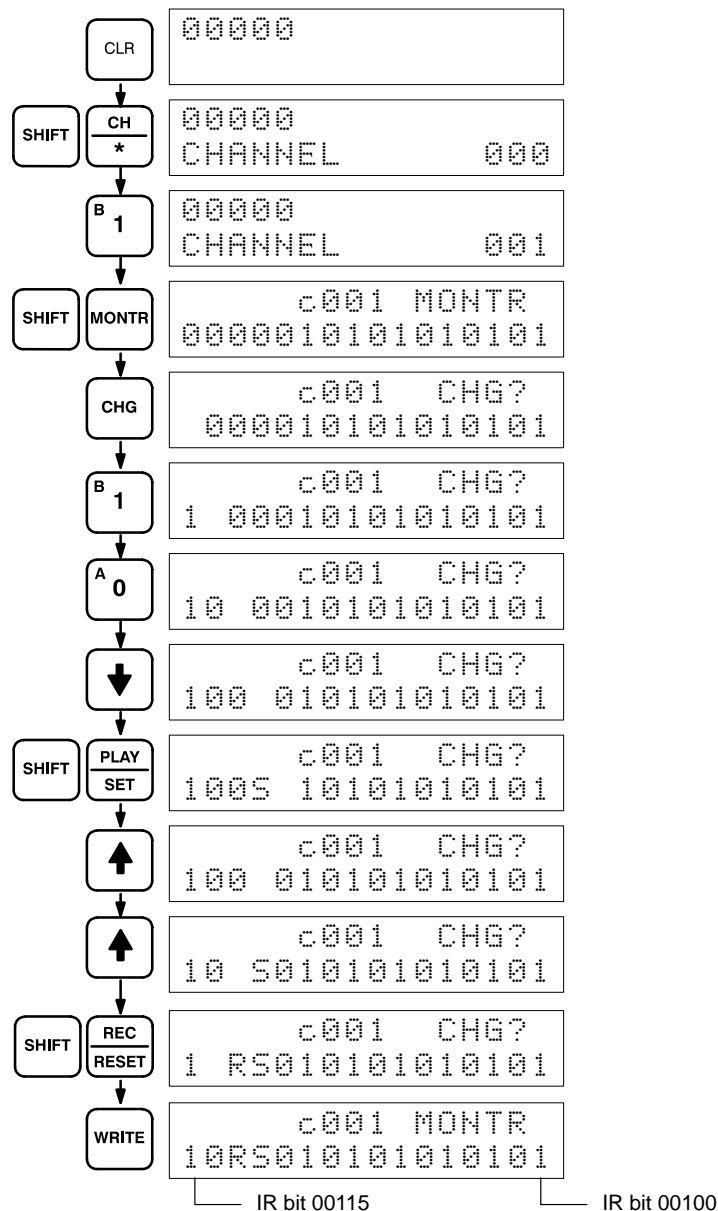 CLR
00000
SHIFT CH
*
00000
CHANNEL 000
B 1
00000
CHANNEL 001
SHIFT MONTR
c001 MONTR
0000010101010101
CHG
c001 CHG?
000010101010101
B 1
c001 CHG?
1 00010101010101
A 0
c001 CHG?
10 0010101010101
c001 CHG?
100 010101010101
SHIFT PLAY
SET
c001 CHG?
100S 10101010101
c001 CHG?
100 010101010101
c001 CHG?
10 S010101010101
SHIFT REC
RESET
c001 CHG?
1 RS010101010101
WRITE
c001 MONTR
10RS010101010101
IR bit 00115 IR bit 00100